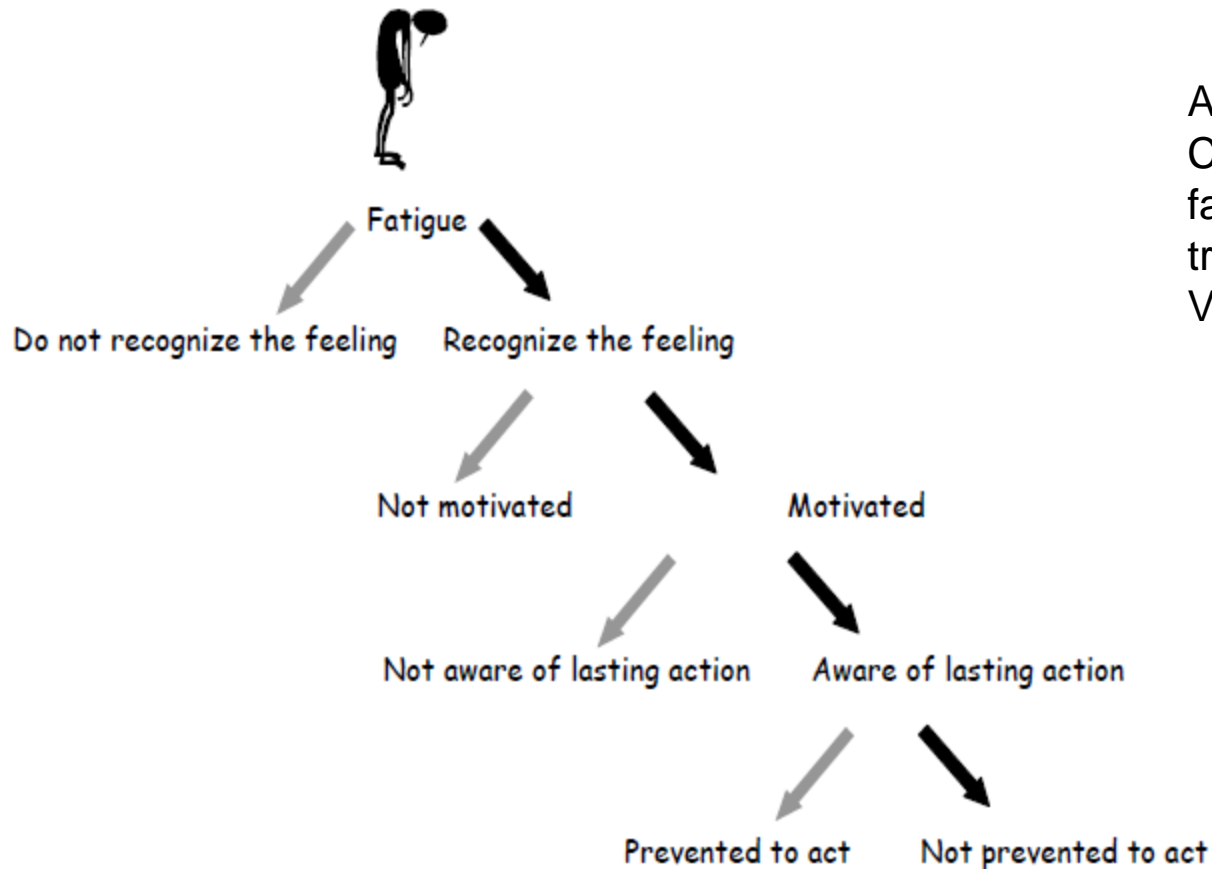 Fatigue
Do not recognize the feeling
Recognize the feeling
Not motivated
Motivated
Not aware of lasting action
Aware of lasting action
Prevented to act
Not prevented to act